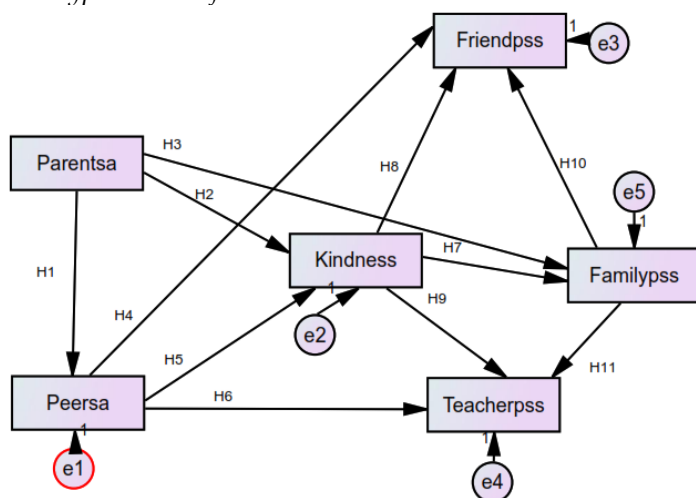 1
Friendpss
e3
H3
Parentsa
H8
H10
H2
e5
1
Kindness
H7
Familypss
H1
1
H4
H9
e2
H5
H11
H6
Peersa
Teacherpss
1
1
e1
e4